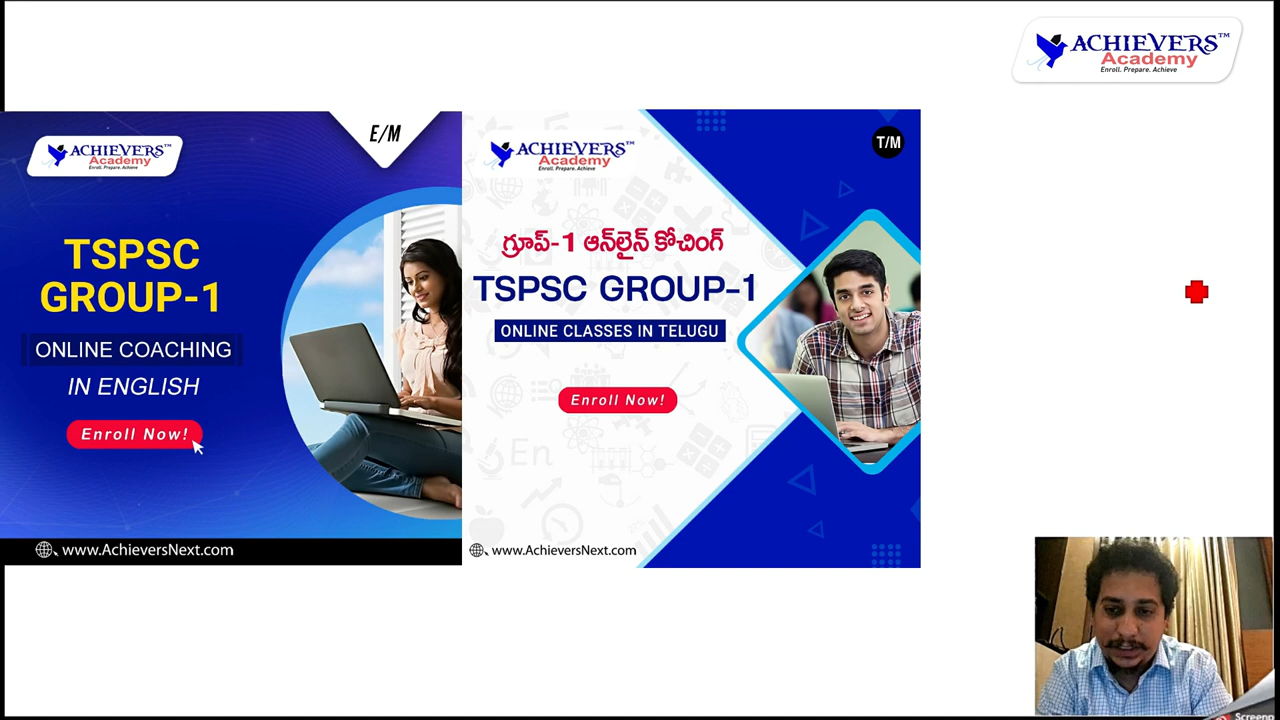 ACHIEVERS™
Academy
Enroll. Prepare. Achieve
ACHIEVERS™
Academy
Enroll. Prepare. Achieve
E/M
TSPSC
GROUP-1
ONLINE COACHING
IN ENGLISH
Enroll Now!
www.AchieversNext.com
ACHIEVERS™
Academy
Enroll. Prepare. Achieve
T/M
గ్రూప్-1 ఆన్‌లైన్ కోచింగ్
TSPSC GROUP-1
ONLINE CLASSES IN TELUGU
Enroll Now!
En
www.AchieversNext.com